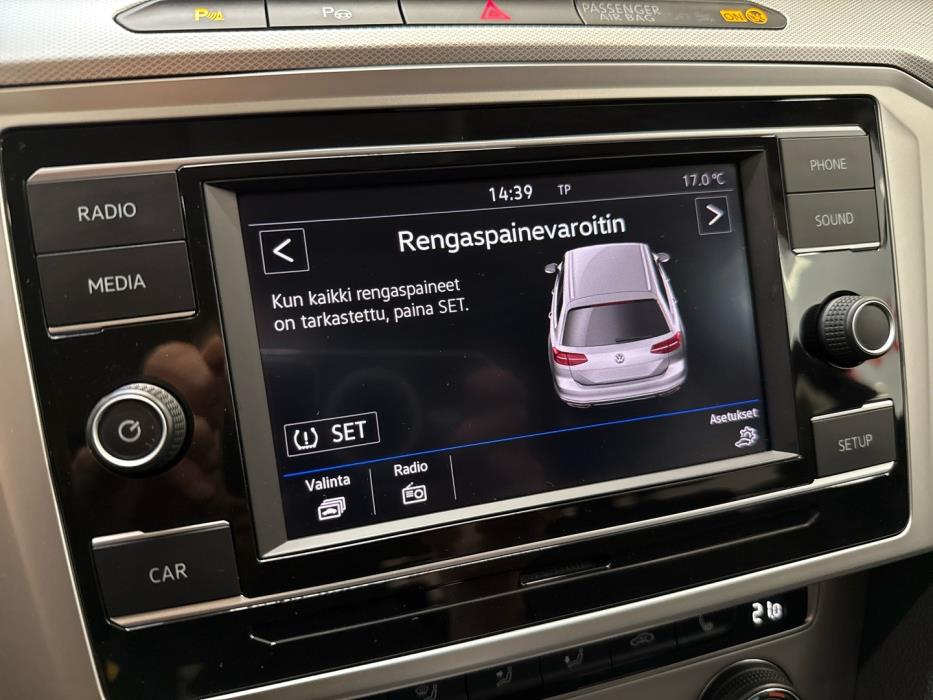 P
P
PASSENGER
AIR BAG
ON
RADIO
MEDIA
CAR
14:39 TP 17.0 °C
<
Rengaspainevaroitin
>
Kun kaikki rengaspaineet
on tarkastettu, paina SET.
SET
Valinta
Radio
Asetukset
PHONE
SOUND
SETUP